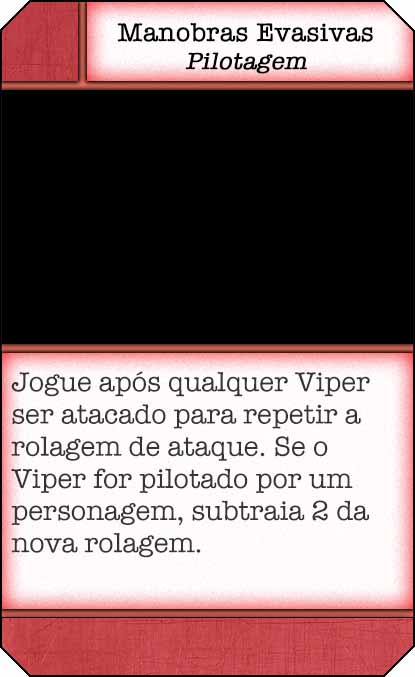 Manobras Evasivas
Pilotagem
Jogue após qualquer Viper
ser atacado para repetir a
rolagem de ataque. Se o
Viper for pilotado por um
personagem, subtraia 2 da
nova rolagem.